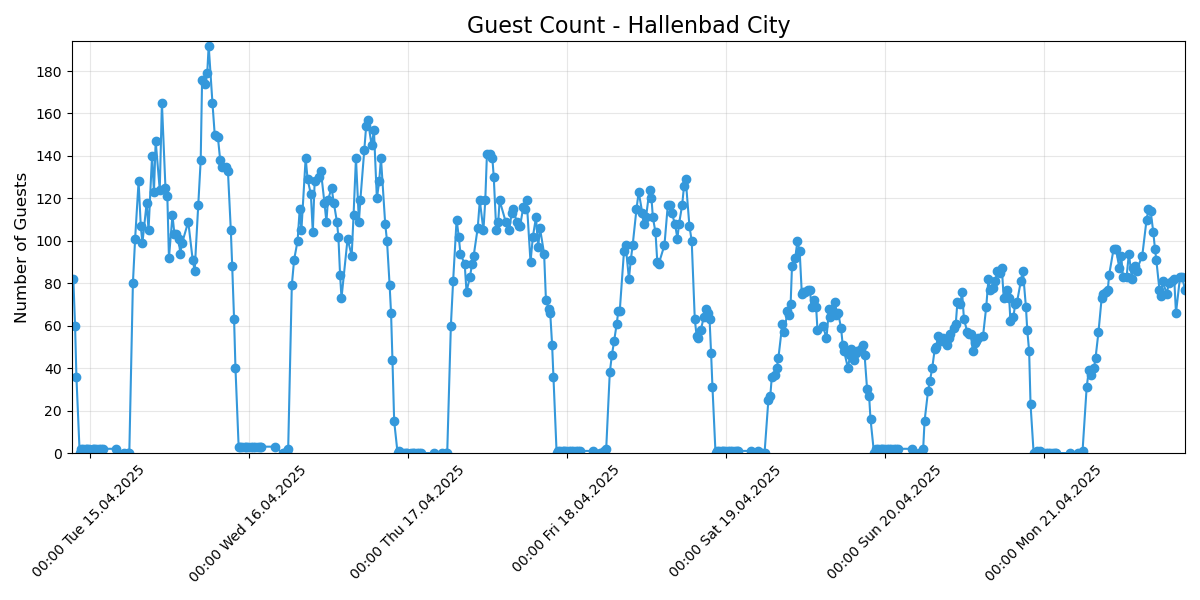 Guest Count - Hallenbad City
Number of Guests
180
160
140
120
100
80
60
40
20
0
00:00 Tue 15.04.2025
00:00 Wed 16.04.2025
00:00 Thu 17.04.2025
00:00 Fri 18.04.2025
00:00 Sat 19.04.2025
00:00 Sun 20.04.2025
00:00 Mon 21.04.2025